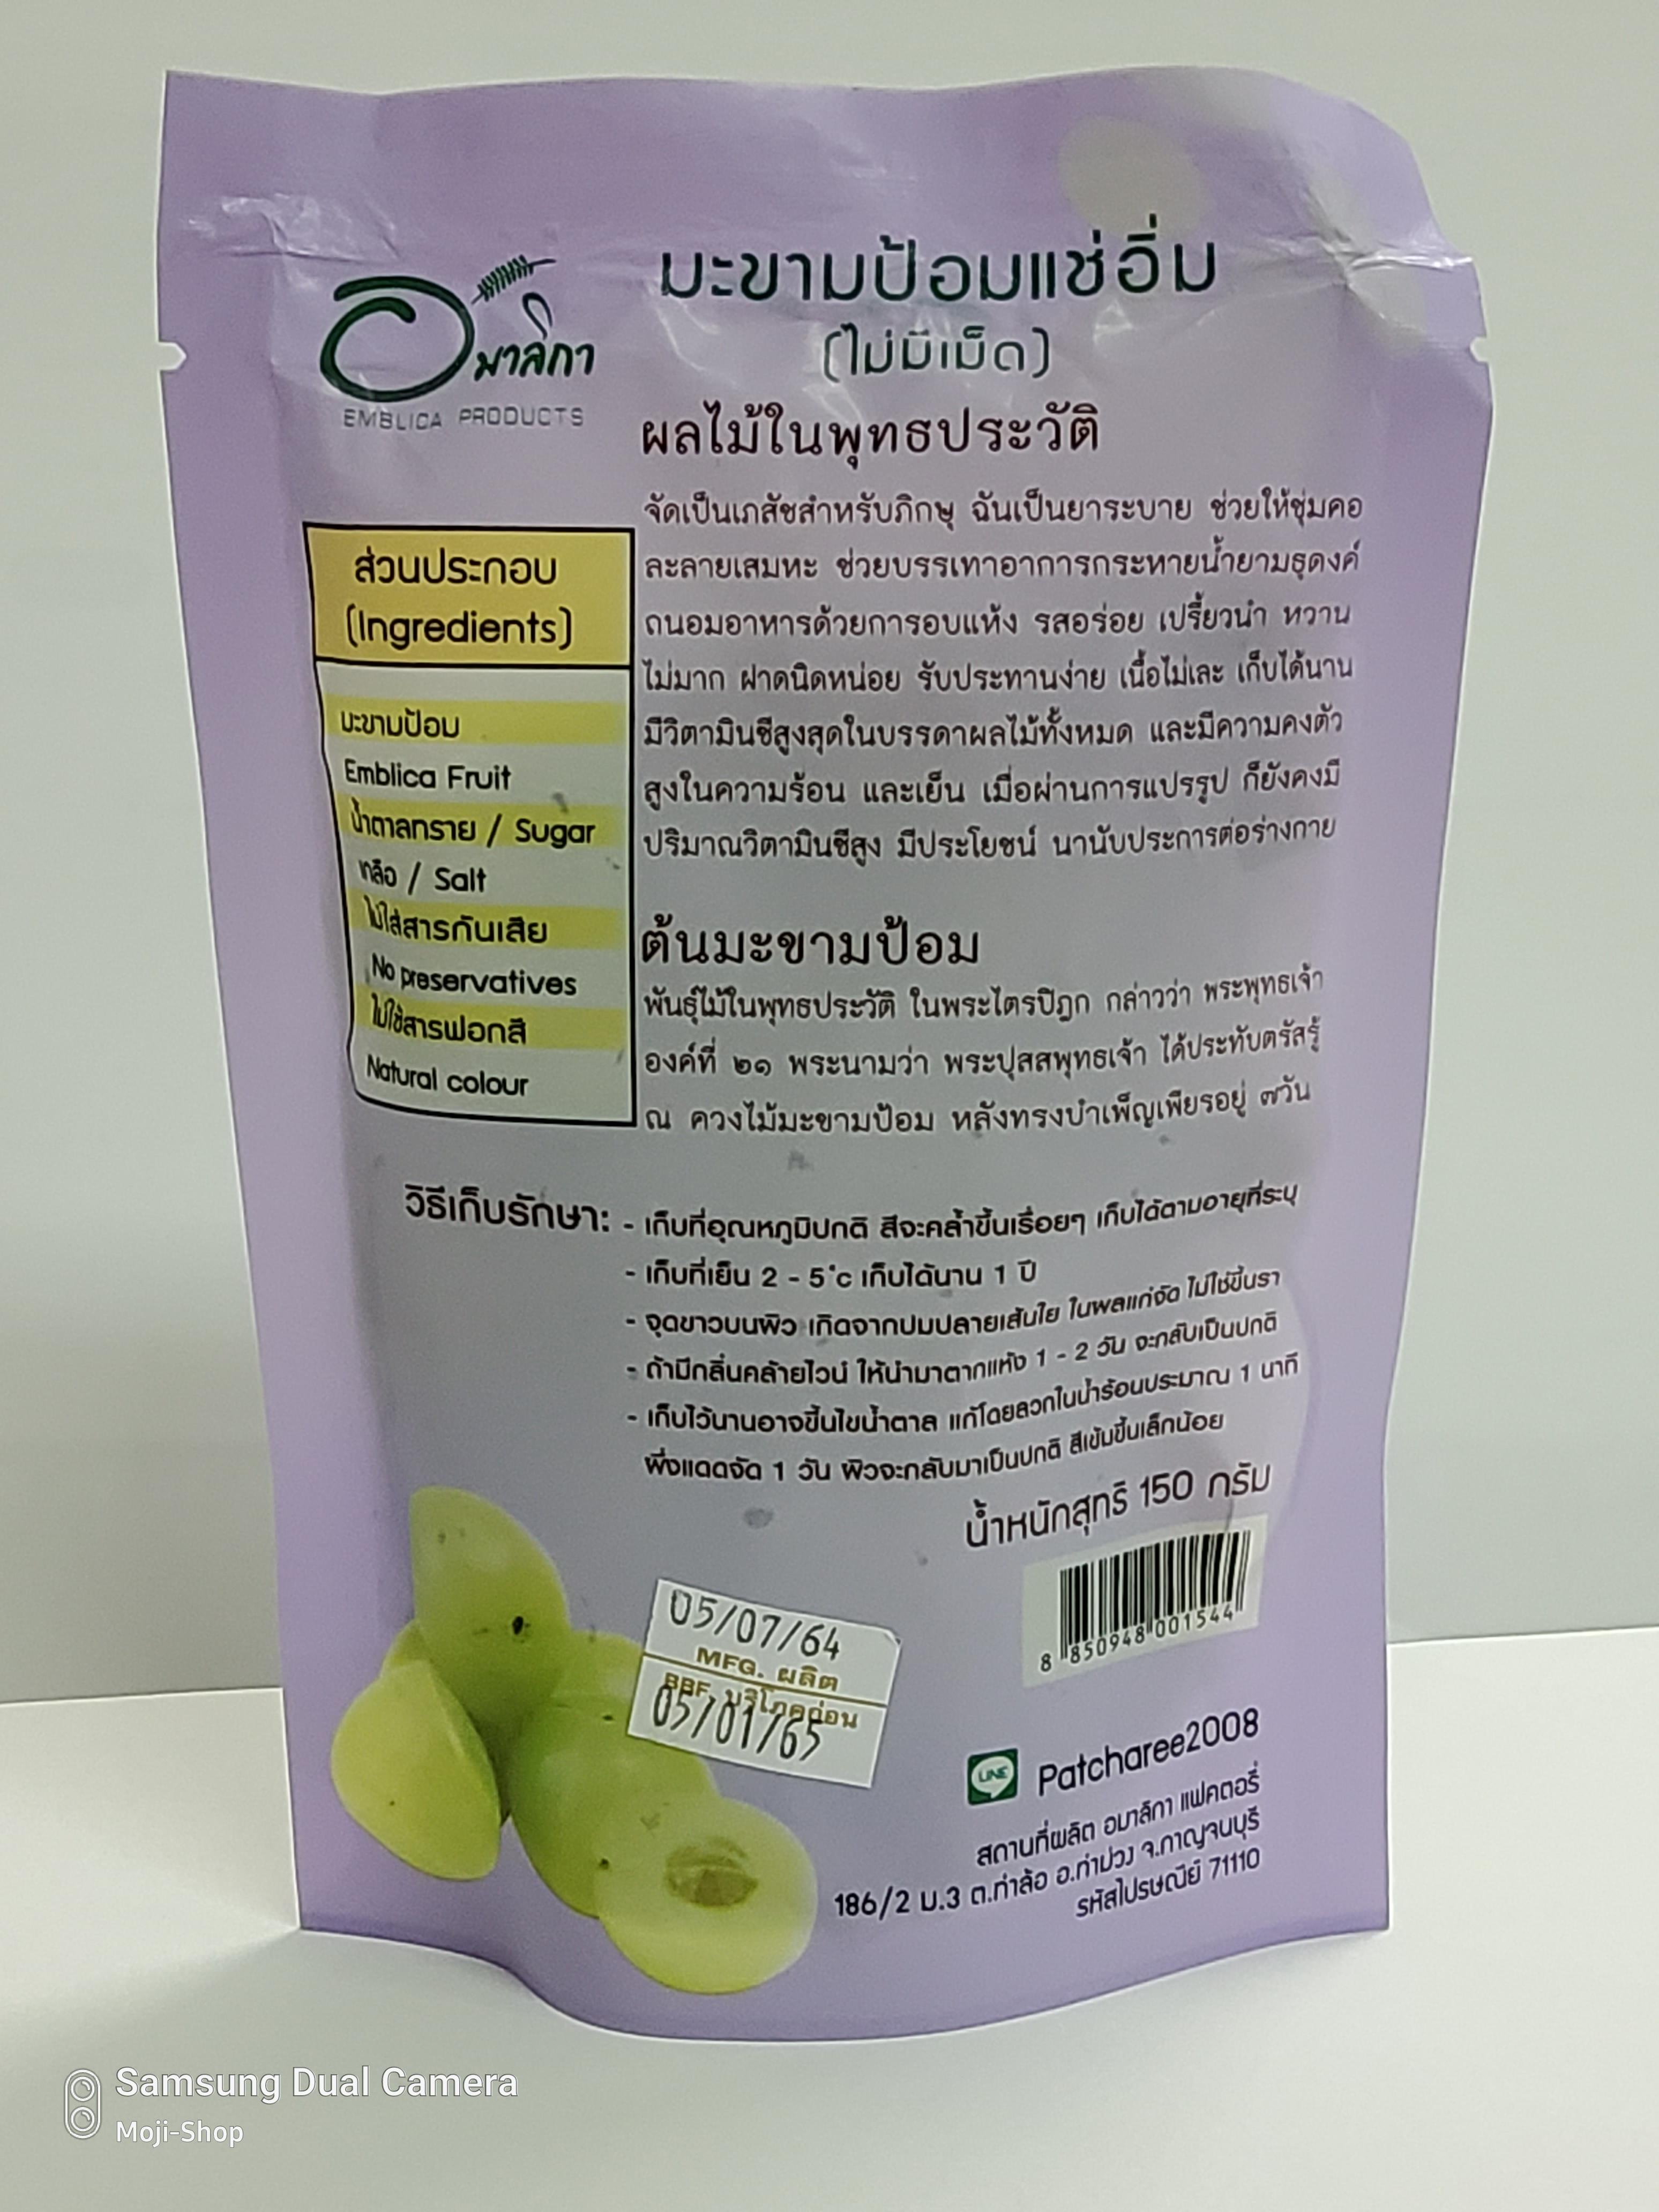 อมาลิกา
EMBLICA PRODUCTS
มะขามป้อมแช่อิ่ม
(ไม่มีเม็ด)
ผลไม้ในพุทธประวัติ
จัดเป็นเภสัชสำหรับภิกษุ ฉันเป็นยาระบาย ช่วยให้ชุ่มคอ
ละลายเสมหะ ช่วยบรรเทาอาการกระหายน้ำยามธุดงค์
ถนอมอาหารด้วยการอบแห้ง รสอร่อย เปรี้ยวนำ หวาน
ไม่มาก ฝาดนิดหน่อย รับประทานง่าย เนื้อไม่เละ เก็บได้นาน
มีวิตามินซีสูงสุดในบรรดาผลไม้ทั้งหมด และมีความคงตัว
สูงในความร้อน และเย็น เมื่อผ่านการแปรรูป ก็ยังคงมี
ปริมาณวิตามินซีสูง มีประโยชน์ นานับประการต่อร่างกาย
ส่วนประกอบ
(Ingredients)
มะขามป้อม
Emblica Fruit
น้ำตาลทราย / Sugar
เกลือ / Salt
ไม่ใส่สารกันเสีย
No preservatives
ไม่ใช้สารฟอกสี
Natural colour
ต้นมะขามป้อม
พันธุ์ไม้ในพุทธประวัติ ในพระไตรปิฎก กล่าวว่า พระพุทธเจ้า
องค์ที่ ๒๑ พระนามว่า พระปุสสพุทธเจ้า ได้ประทับตรัสรู้
ณ ควงไม้มะขามป้อม หลังทรงบำเพ็ญเพียรอยู่ ๗วัน
วิธีเก็บรักษา: - เก็บที่อุณหภูมิปกติ สีจะคล้ำขึ้นเรื่อยๆ เก็บได้ตามอายุที่ระบุ
- เก็บที่เย็น 2 - 5°c เก็บได้นาน 1 ปี
- จุดขาวบนผิว เกิดจากปมปลายเส้นใย ในผลแก่จัด ไม่ใช่ขึ้นรา
- ถ้ามีกลิ่นคล้ายไวน์ ให้นำมาตากแห้ง 1 - 2 วัน จะกลับเป็นปกติ
- เก็บไว้นานอาจขึ้นไขน้ำตาล แก้โดยลวกในน้ำร้อนประมาณ 1 นาที
ผึ่งแดดจัด 1 วัน ผิวจะกลับมาเป็นปกติ สีเข้มขึ้นเล็กน้อย
น้ำหนักสุทธิ 150 กรัม
8 850948 001544
05/07/64
MFG. ผลิต
BBF บริโภคก่อน
05/01/65
LINE Patcharee2008
สถานที่ผลิต อมาลิกา แฟคตอรี่
186/2 ม.3 ต.ท่าล้อ อ.ท่าม่วง จ.กาญจนบุรี
รหัสไปรษณีย์ 71110
Samsung Dual Camera
Moji-Shop